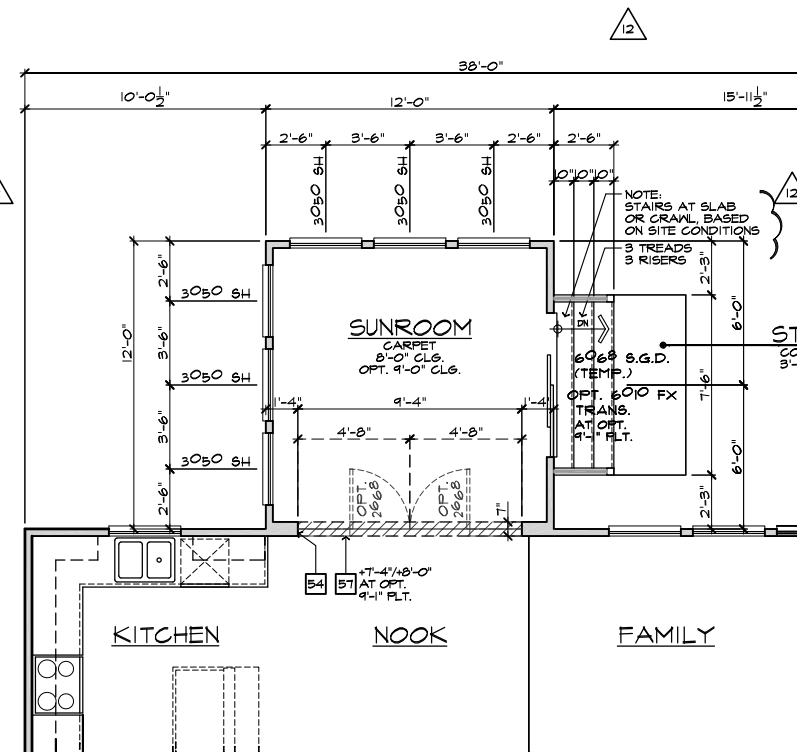 12
38'-0"
10'-0½"
12'-0"
15'-11½"
2'-6"
3'-6"
3'-6"
2'-6"
2'-6"
3050 SH
3050 SH
3050 SH
10"
10"
10"
12
NOTE:
STAIRS AT SLAB
OR CRAWL, BASED
ON SITE CONDITIONS
3 TREADS
3 RISERS
12'-0"
2'-6"
3'-6"
3'-6"
2'-6"
3050 SH
3050 SH
3050 SH
SUNROOM
CARPET
8'-0" CLG.
OPT. 9'-0" CLG.
DN
6068 S.G.D.
(TEMP.)
OPT. 6010 FX
TRANS.
AT OPT.
9'-1" PLT.
2'-3"
7'-6"
2'-3"
6'-0"
6'-0"
ST
CO
3'-
1'-4"
9'-4"
1'-4"
4'-8"
4'-8"
OPT.
2668
OPT.
2668
7"
54
57
+7'-4"/+8'-0"
AT OPT.
9'-1" PLT.
KITCHEN
NOOK
FAMILY